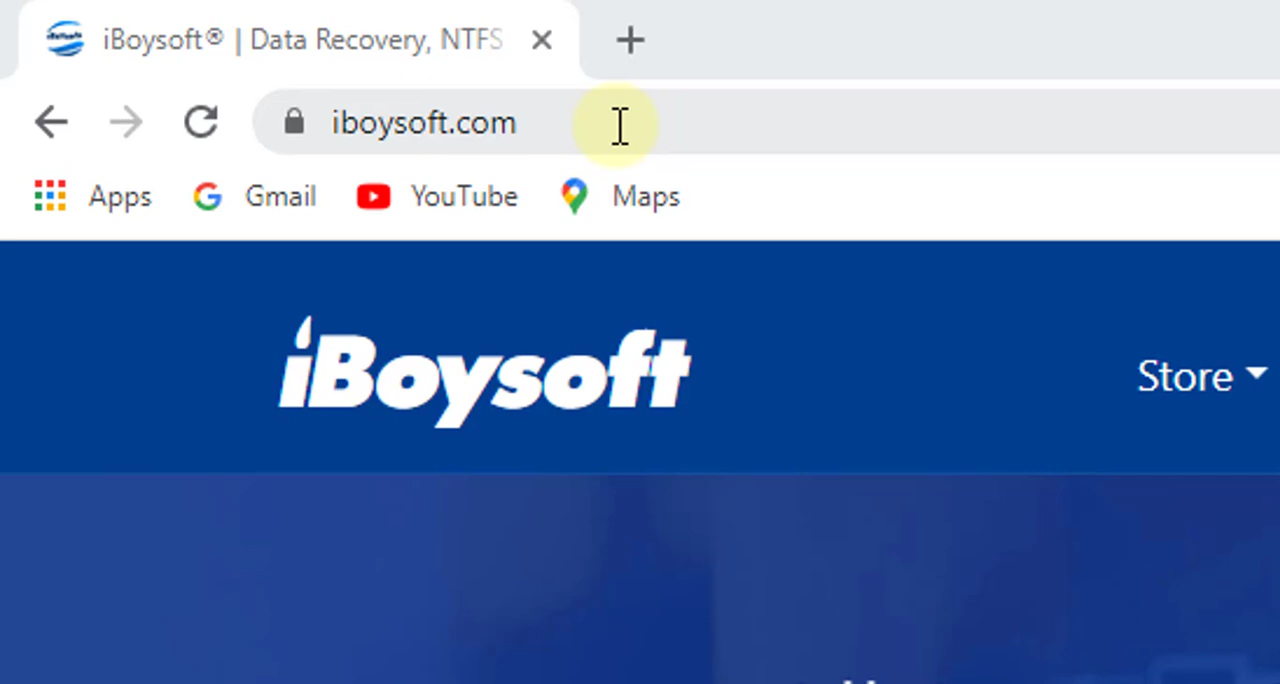 iBoysoft® | Data Recovery, NTFS
iboysoft.com
Apps Gmail YouTube Maps
iBoysoft
Store